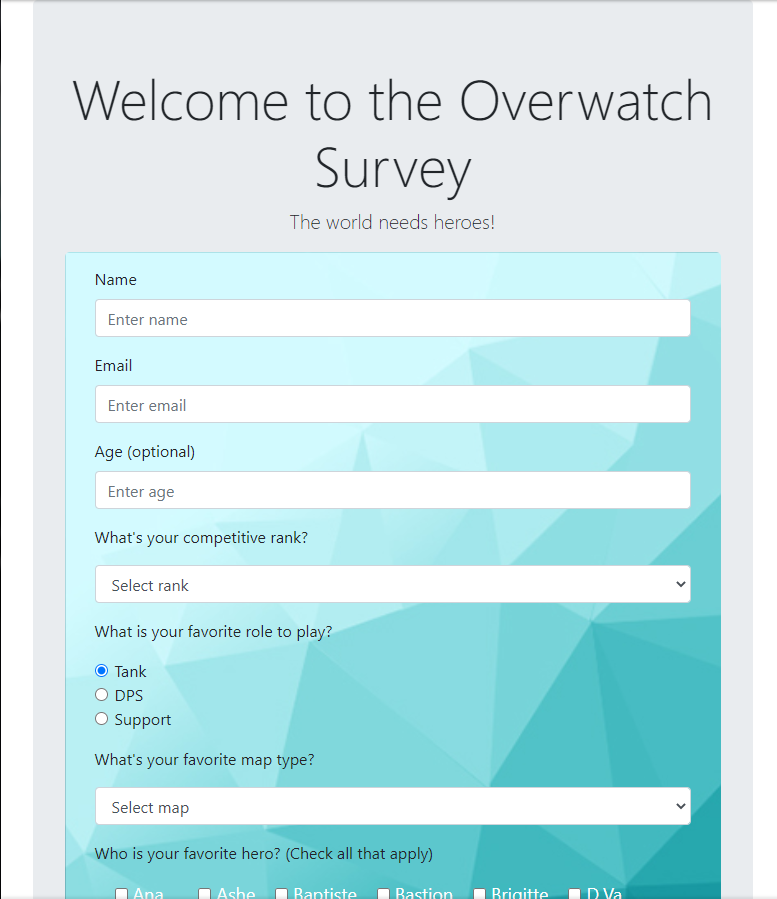 Welcome to the Overwatch
Survey
The world needs heroes!
Name
Enter name
Email
Enter email
Age (optional)
Enter age
What's your competitive rank?
Select rank
What is your favorite role to play?
Tank
DPS
Support
What's your favorite map type?
Select map
Who is your favorite hero? (Check all that apply)
Ana Ashe Baptiste Bastion Brigitte D.Va